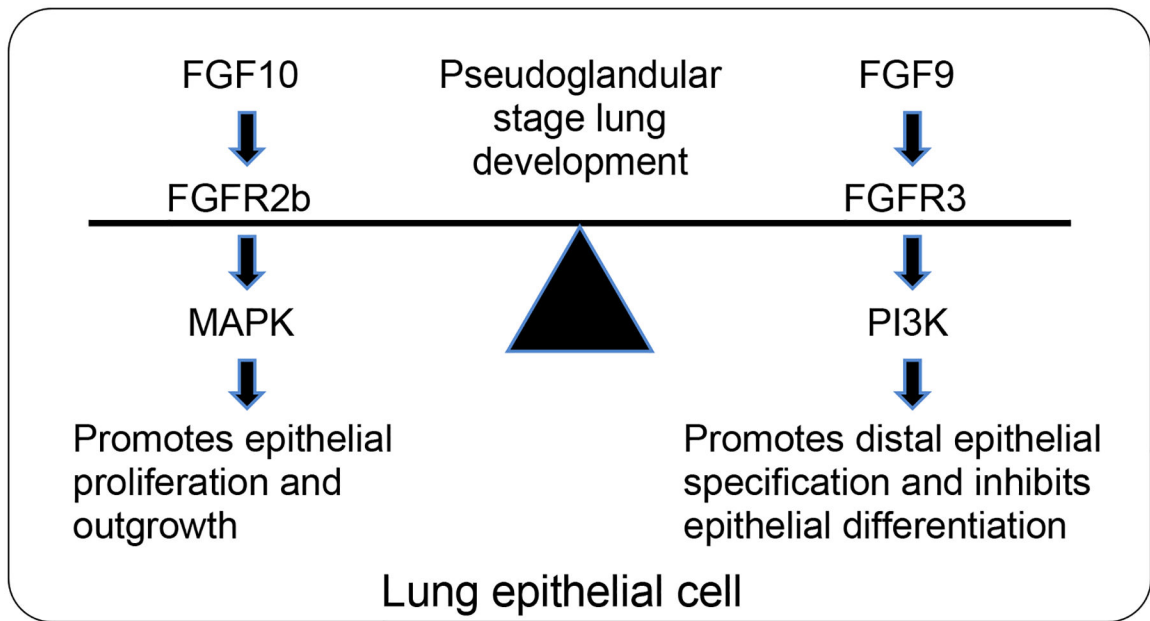 FGF10
FGFR2b
MAPK
Promotes epithelial
proliferation and
outgrowth
Pseudoglandular
stage lung
development
FGF9
FGFR3
PI3K
Promotes distal epithelial
specification and inhibits
epithelial differentiation
Lung epithelial cell